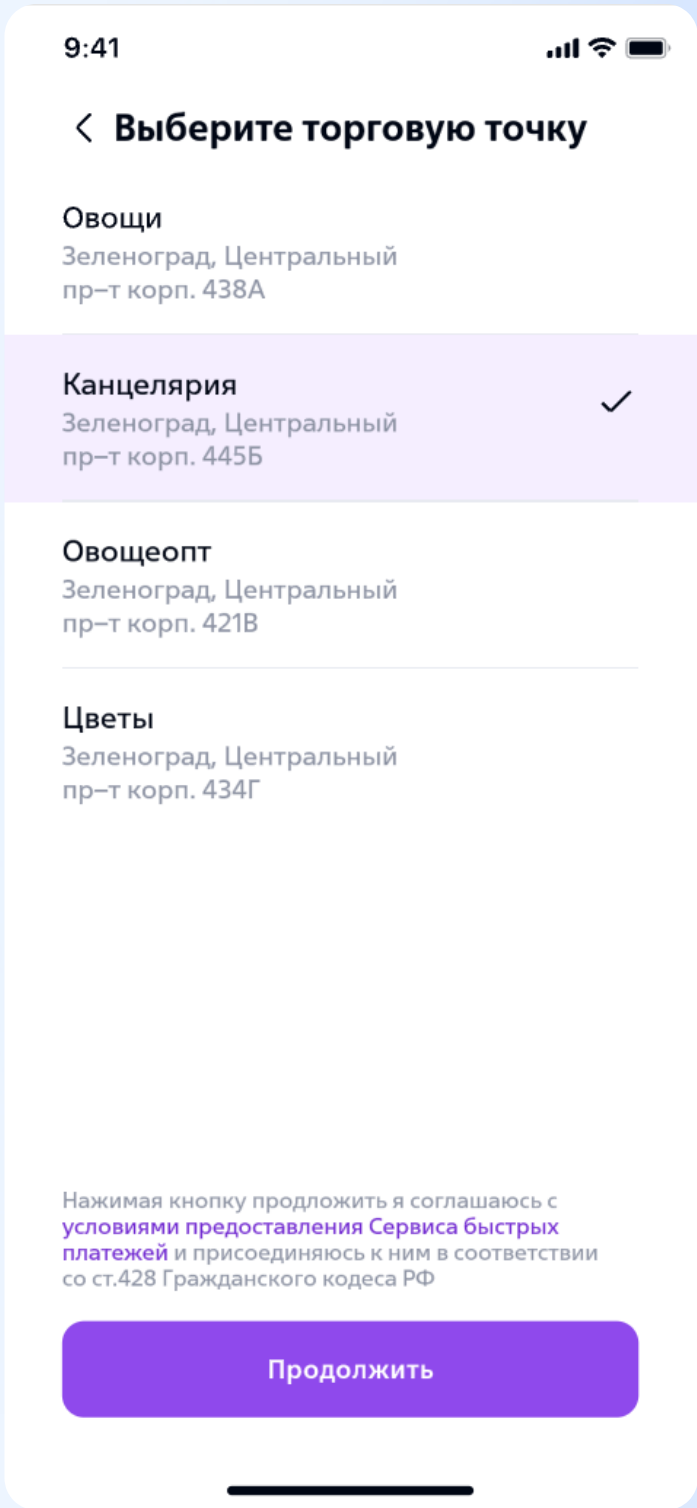 9:41
Выберите торговую точку
Овощи
Зеленоград, Центральный
пр–т корп. 438А
Канцелярия
Зеленоград, Центральный
пр–т корп. 445Б
Овощеопт
Зеленоград, Центральный
пр–т корп. 421В
Цветы
Зеленоград, Центральный
пр–т корп. 434Г
Нажимая кнопку продолжить я соглашаюсь с
условиями предоставления Сервиса быстрых
платежей и присоединяюсь к ним в соответствии
со ст.428 Гражданского кодеса РФ
Продолжить